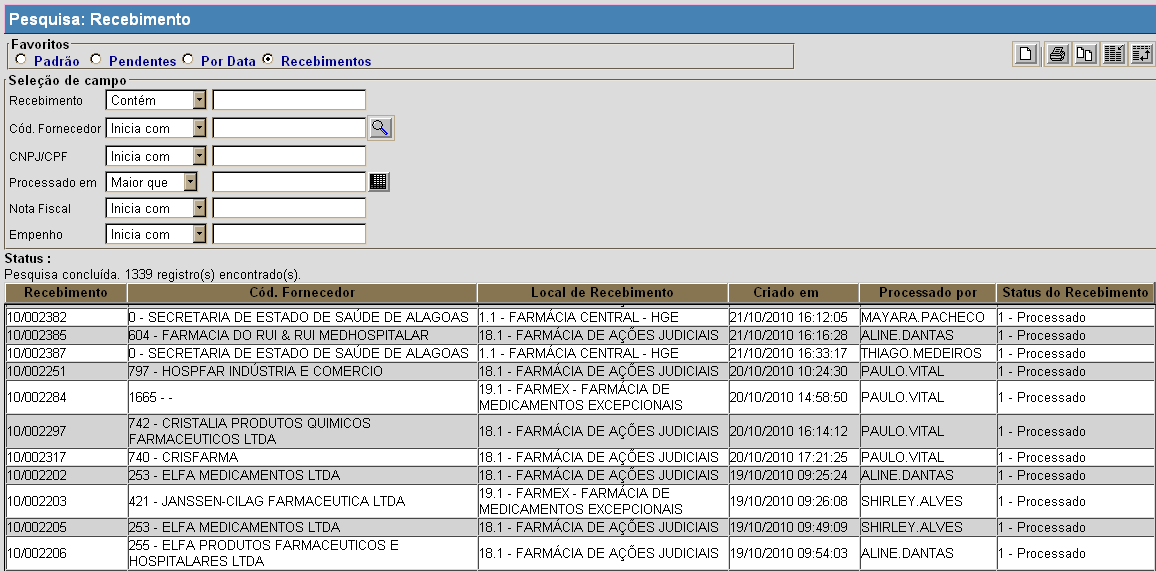 Pesquisa: Recebimento
Favoritos
Padrão Pendentes Por Data Recebimentos
Seleção de campo
Recebimento Contém
Cód. Fornecedor Inicia com
CNPJ/CPF Inicia com
Processado em Maior que
Nota Fiscal Inicia com
Empenho Inicia com
Status :
Pesquisa concluída. 1339 registro(s) encontrado(s).
Recebimento Cód. Fornecedor Local de Recebimento Criado em Processado por Status do Recebimento
10/002382 0 - SECRETARIA DE ESTADO DE SAÚDE DE ALAGOAS 1.1 - FARMÁCIA CENTRAL - HGE 21/10/2010 16:12:05 MAYARA.PACHECO 1 - Processado
10/002385 604 - FARMACIA DO RUI & RUI MEDHOSPITALAR 18.1 - FARMÁCIA DE AÇÕES JUDICIAIS 21/10/2010 16:16:28 ALINE.DANTAS 1 - Processado
10/002387 0 - SECRETARIA DE ESTADO DE SAÚDE DE ALAGOAS 1.1 - FARMÁCIA CENTRAL - HGE 21/10/2010 16:33:17 THIAGO.MEDEIROS 1 - Processado
10/002251 797 - HOSPFAR INDÚSTRIA E COMERCIO 18.1 - FARMÁCIA DE AÇÕES JUDICIAIS 20/10/2010 10:24:30 PAULO.VITAL 1 - Processado
10/002284 1665 - - 19.1 - FARMEX - FARMÁCIA DE
MEDICAMENTOS EXCEPCIONAIS 20/10/2010 14:58:50 PAULO.VITAL 1 - Processado
10/002297 742 - CRISTALIA PRODUTOS QUIMICOS
FARMACEUTICOS LTDA 18.1 - FARMÁCIA DE AÇÕES JUDICIAIS 20/10/2010 16:14:12 PAULO.VITAL 1 - Processado
10/002317 740 - CRISFARMA 18.1 - FARMÁCIA DE AÇÕES JUDICIAIS 20/10/2010 17:21:25 PAULO.VITAL 1 - Processado
10/002202 253 - ELFA MEDICAMENTOS LTDA 18.1 - FARMÁCIA DE AÇÕES JUDICIAIS 19/10/2010 09:25:24 ALINE.DANTAS 1 - Processado
10/002203 421 - JANSSEN-CILAG FARMACEUTICA LTDA 19.1 - FARMEX - FARMÁCIA DE
MEDICAMENTOS EXCEPCIONAIS 19/10/2010 09:26:08 SHIRLEY.ALVES 1 - Processado
10/002205 253 - ELFA MEDICAMENTOS LTDA 18.1 - FARMÁCIA DE AÇÕES JUDICIAIS 19/10/2010 09:49:09 SHIRLEY.ALVES 1 - Processado
10/002206 255 - ELFA PRODUTOS FARMACEUTICOS E
HOSPITALARES LTDA 18.1 - FARMÁCIA DE AÇÕES JUDICIAIS 19/10/2010 09:54:03 ALINE.DANTAS 1 - Processado